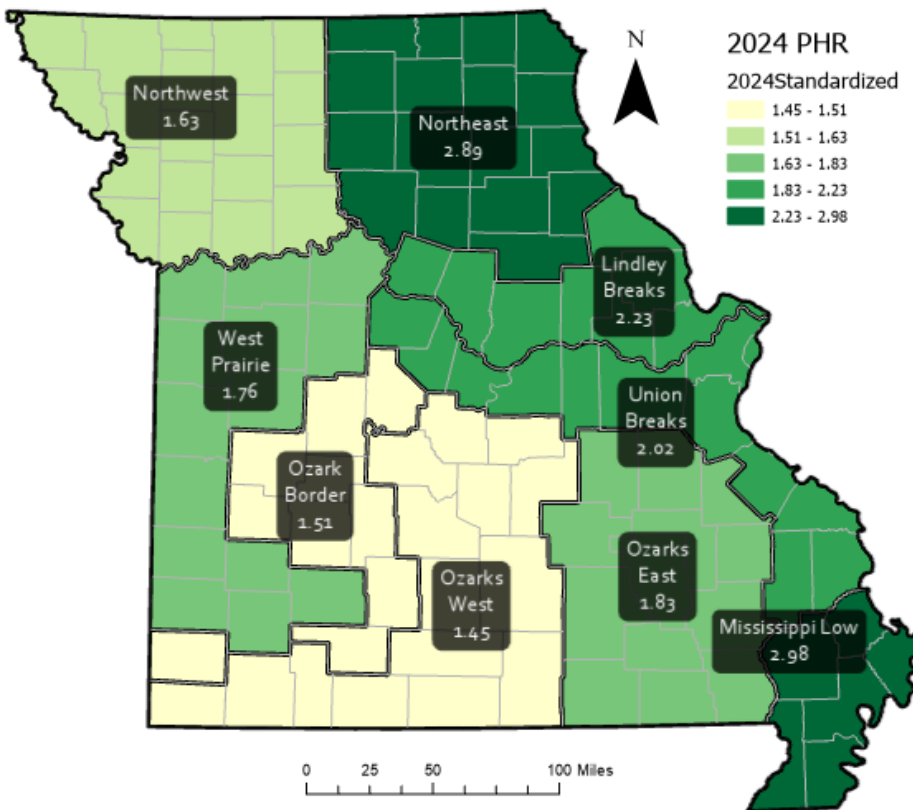 N
2024 PHR
2024Standardized
1.45 - 1.51
1.51 - 1.63
1.63 - 1.83
1.83 - 2.23
2.23 - 2.98
Northwest
1.63
Northeast
2.89
Lindley
Breaks
2.23
West
Prairie
1.76
Union
Breaks
2.02
Ozark
Border
1.51
Ozarks
West
1.45
Ozarks
East
1.83
Mississippi Low
2.98
0 25 50 100 Miles